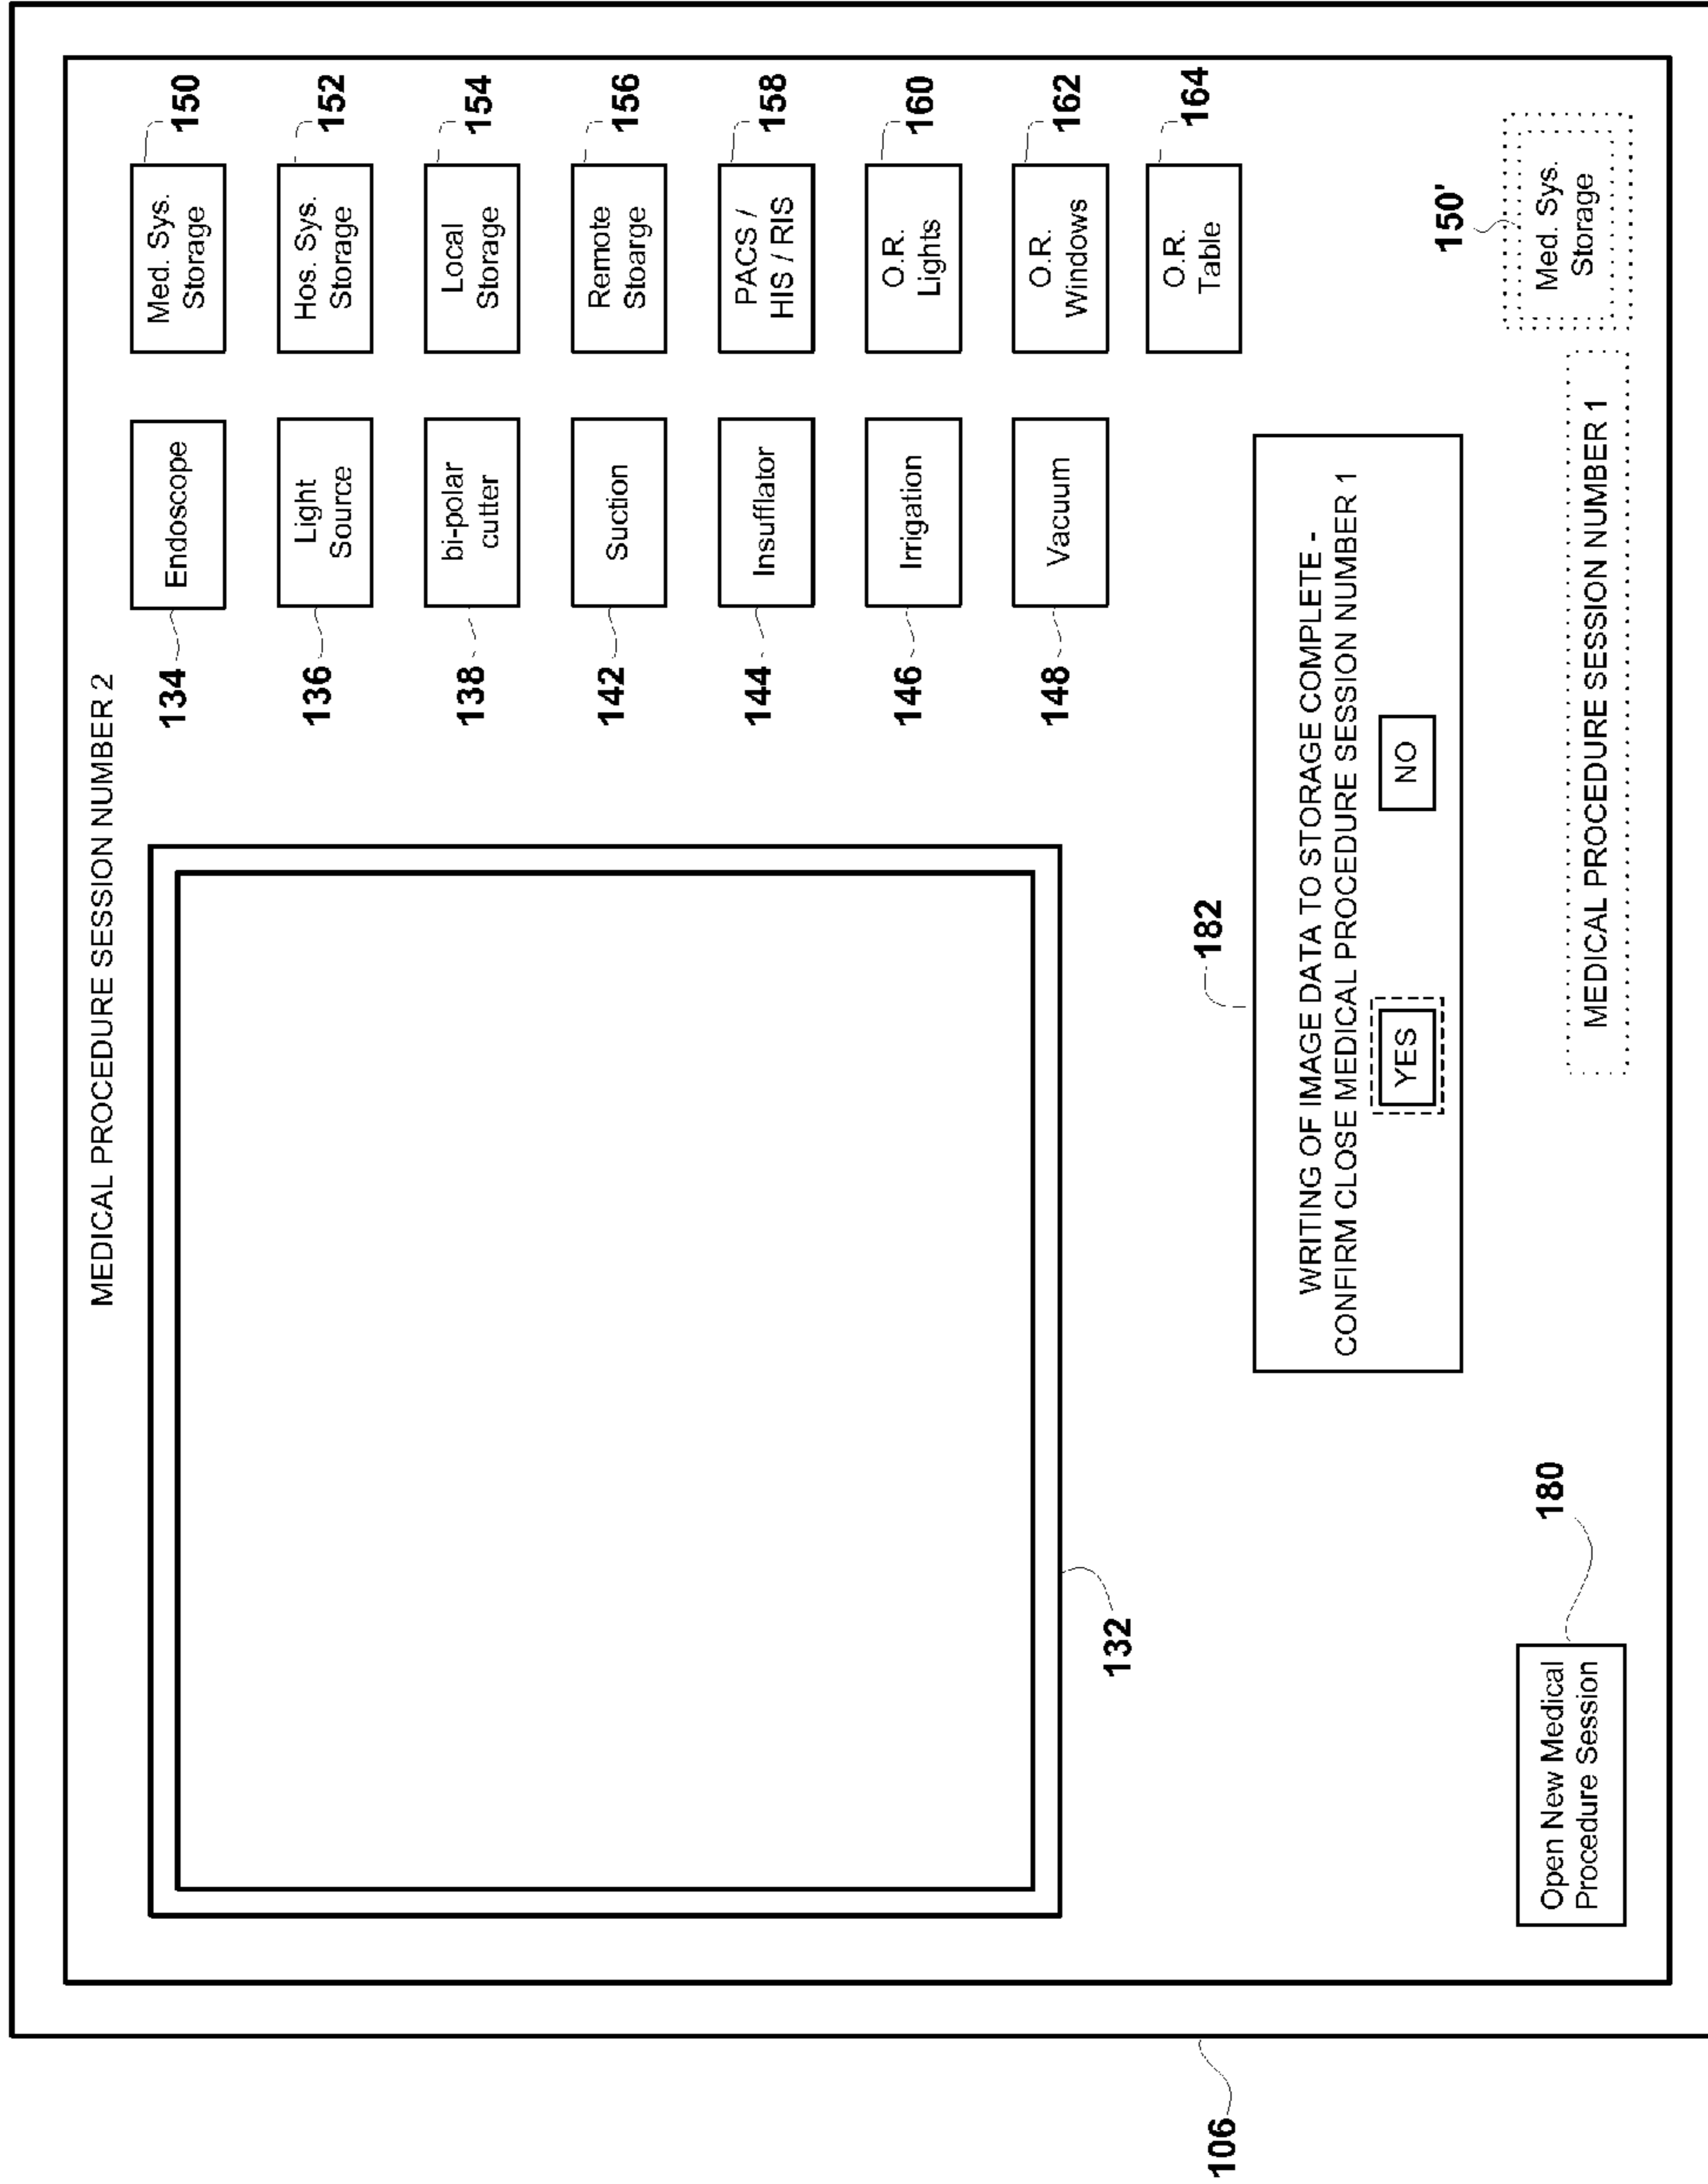 MEDICAL PROCEDURE SESSION NUMBER 2
134
Endoscope
Med. Sys.
Storage
150
136
Light
Source
Hos. Sys.
Storage
152
138
bi-polar
cutter
Local
Storage
154
142
Suction
Remote
Stoarge
156
144
Insufflator
PACS /
HIS / RIS
158
146
Irrigation
O.R.
Lights
160
148
Vacuum
O.R.
Windows
162
O.R.
Table
164
132
182
WRITING OF IMAGE DATA TO STORAGE COMPLETE -
CONFIRM CLOSE MEDICAL PROCEDURE SESSION NUMBER 1
YES
NO
106
180
Open New Medical
Procedure Session
150'
Med. Sys.
Storage
MEDICAL PROCEDURE SESSION NUMBER 1